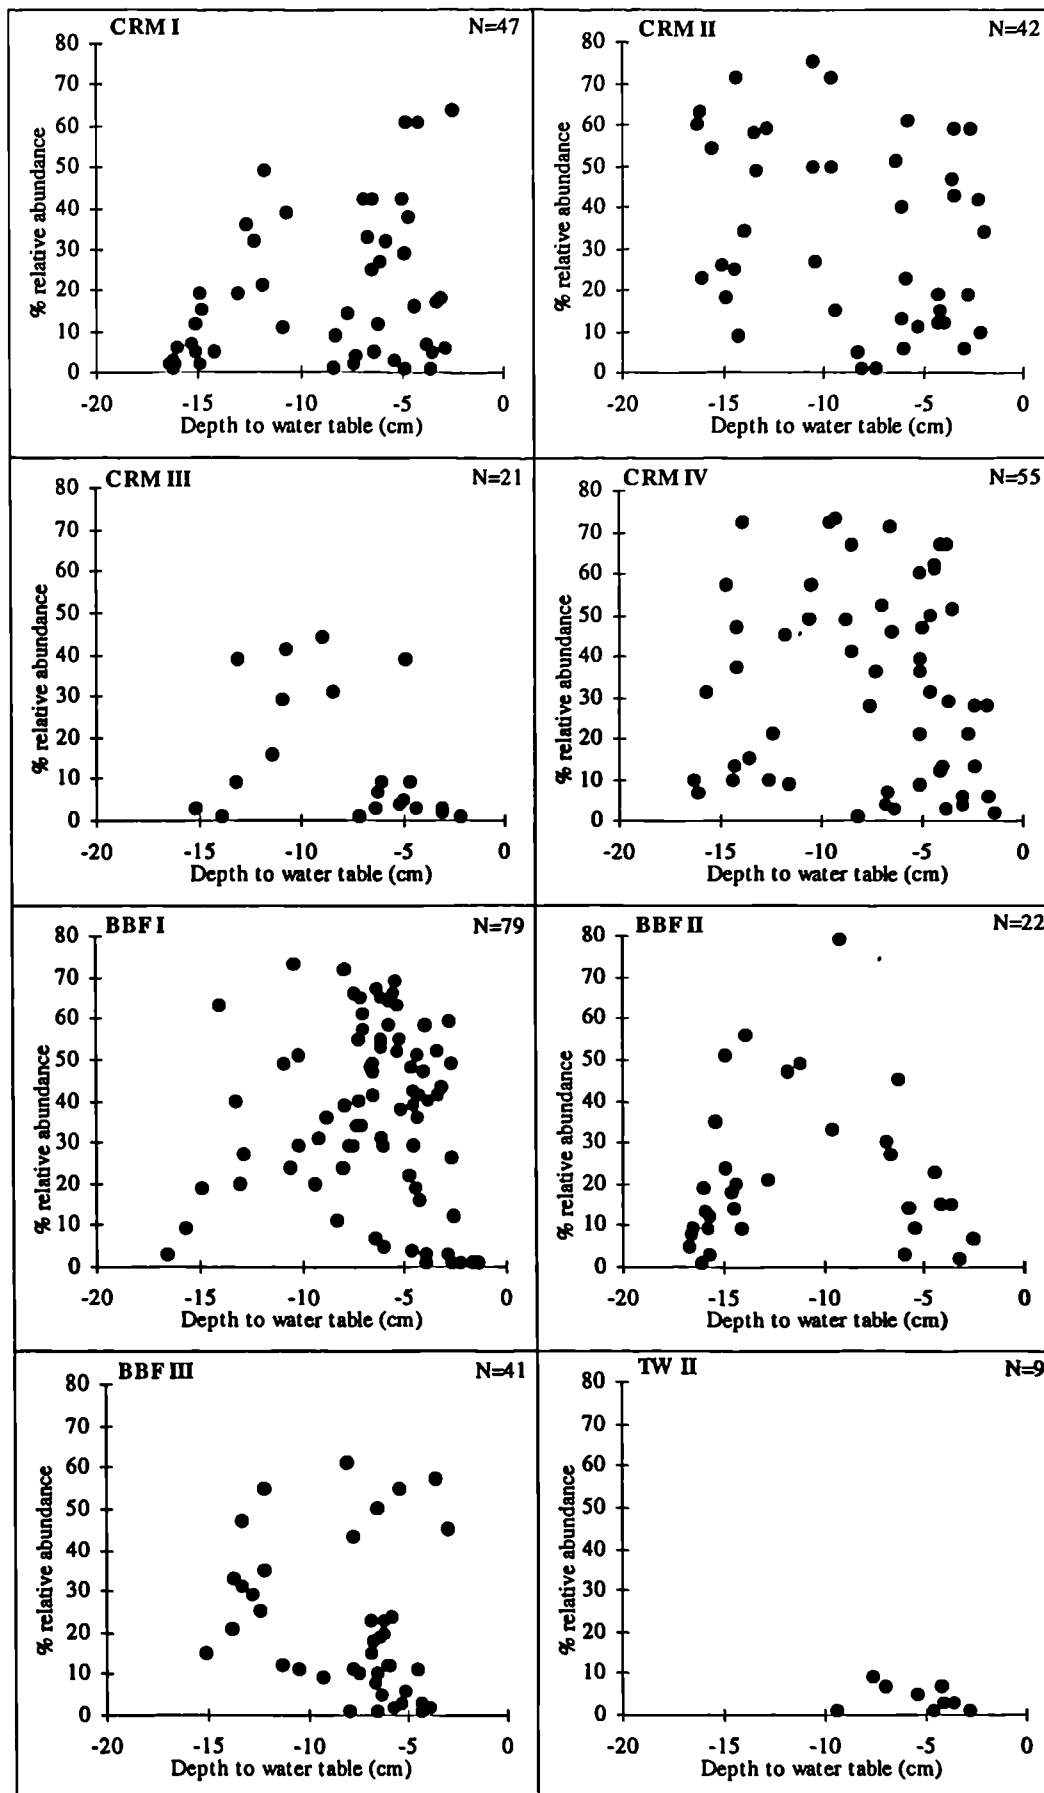 CRM I N=47
% relative abundance
80
70
60
50
40
30
20
10
0
-20 -15 -10 -5 0
Depth to water table (cm)
CRM II N=42
% relative abundance
80
70
60
50
40
30
20
10
0
-20 -15 -10 -5 0
Depth to water table (cm)
CRM III N=21
% relative abundance
80
70
60
50
40
30
20
10
0
-20 -15 -10 -5 0
Depth to water table (cm)
CRM IV N=55
% relative abundance
80
70
60
50
40
30
20
10
0
-20 -15 -10 -5 0
Depth to water table (cm)
BBF I N=79
% relative abundance
80
70
60
50
40
30
20
10
0
-20 -15 -10 -5 0
Depth to water table (cm)
BBF II N=22
% relative abundance
80
70
60
50
40
30
20
10
0
-20 -15 -10 -5 0
Depth to water table (cm)
BBF III N=41
% relative abundance
80
70
60
50
40
30
20
10
0
-20 -15 -10 -5 0
Depth to water table (cm)
TW II N=9
% relative abundance
80
70
60
50
40
30
20
10
0
-20 -15 -10 -5 0
Depth to water table (cm)